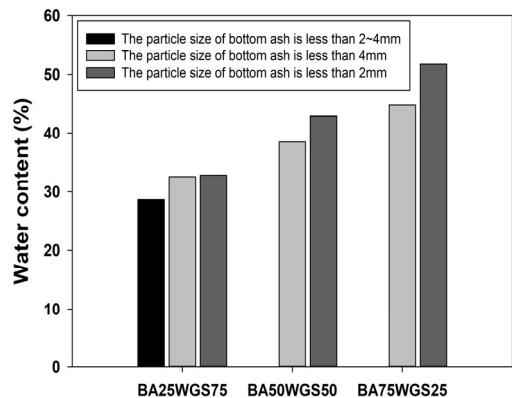 60
The particle size of bottom ash is less than 2~4mm
The particle size of bottom ash is less than 4mm
The particle size of bottom ash is less than 2mm
50
40
30
20
10
0
Water content (%)
BA25WGS75 BA50WGS50 BA75WGS25